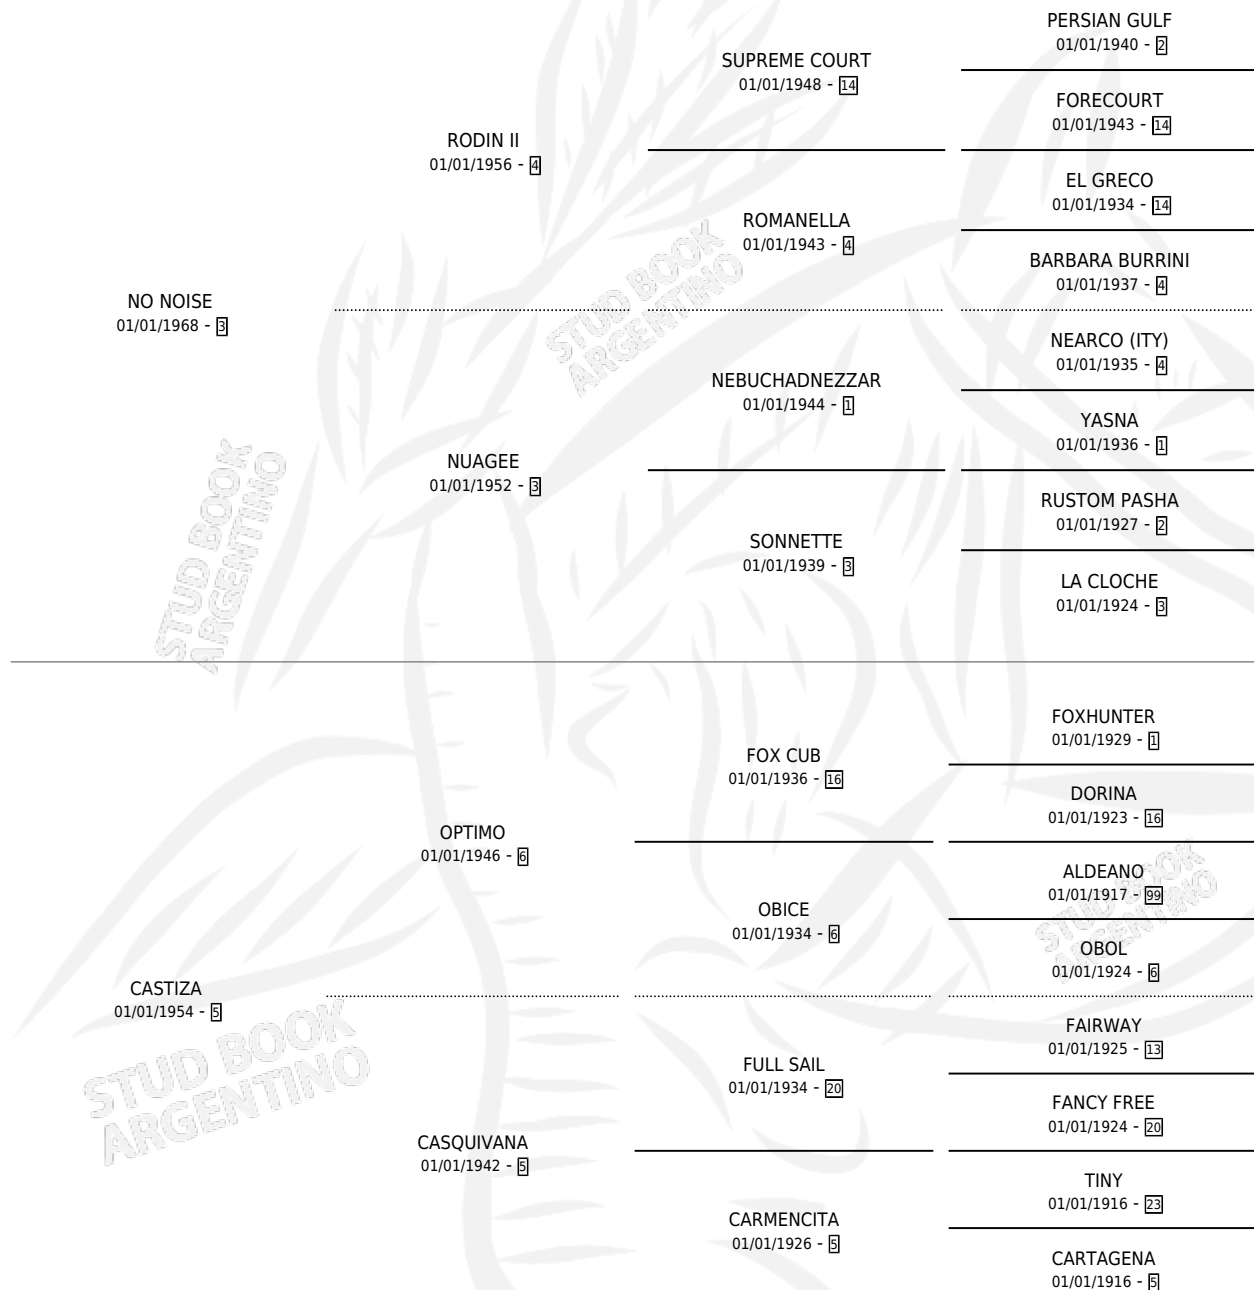 PERSIAN GULF
01/01/1940 - 2
SUPREME COURT
01/01/1948 - 14
FORECOURT
01/01/1943 - 14
RODIN II
01/01/1956 - 4
EL GRECO
01/01/1934 - 14
ROMANELLA
01/01/1943 - 4
BARBARA BURRINI
01/01/1937 - 4
NO NOISE
01/01/1968 - 3
NEARCO (ITY)
01/01/1935 - 4
NEBUCHADNEZZAR
01/01/1944 - 1
YASNA
01/01/1936 - 1
NUAGEE
01/01/1952 - 3
RUSTOM PASHA
01/01/1927 - 2
SONNETTE
01/01/1939 - 3
LA CLOCHE
01/01/1924 - 3
FOXHUNTER
01/01/1929 - 1
FOX CUB
01/01/1936 - 16
DORINA
01/01/1923 - 16
OPTIMO
01/01/1946 - 6
ALDEANO
01/01/1917 - 99
OBICE
01/01/1934 - 6
OBOL
01/01/1924 - 6
CASTIZA
01/01/1954 - 5
FAIRWAY
01/01/1925 - 13
FULL SAIL
01/01/1934 - 20
FANCY FREE
01/01/1924 - 20
CASQUIVANA
01/01/1942 - 5
TINY
01/01/1916 - 23
CARMENCITA
01/01/1926 - 5
CARTAGENA
01/01/1916 - 5
STUD BOOK
ARGENTINO
STUD BOOK
ARGENTINO
STUD BOOK
ARGENTINO
STUD BOOK
ARGENTINO